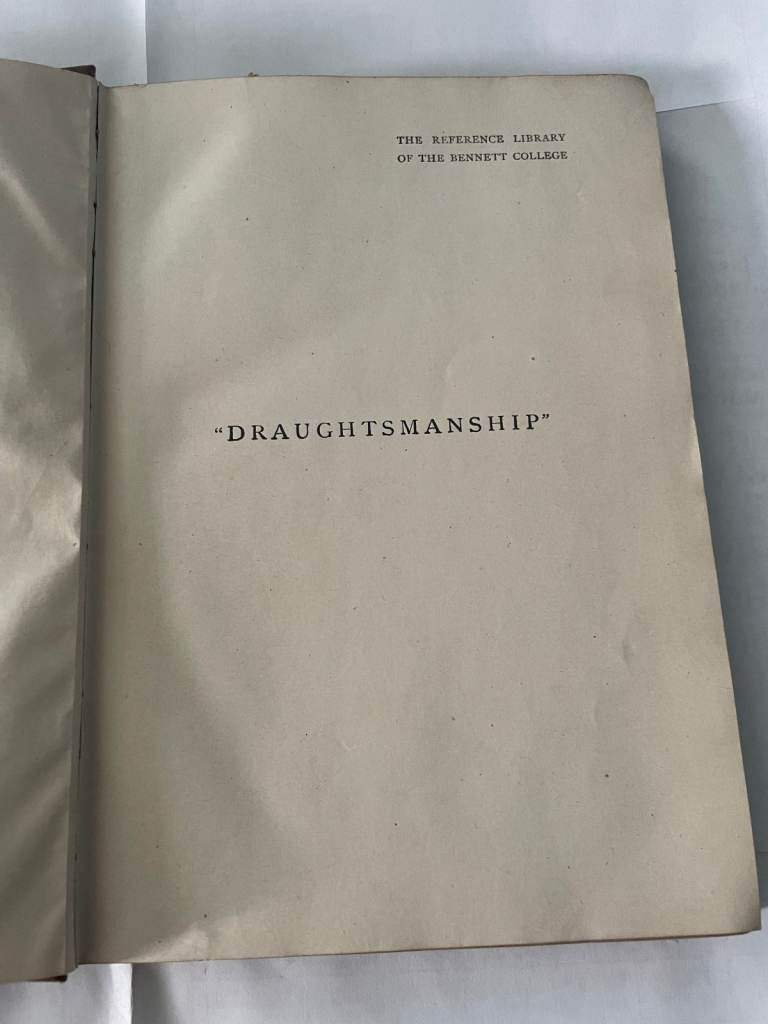 THE REFERENCE LIBRARY
OF THE BENNETT COLLEGE
“DRAUGHTSMANSHIP”